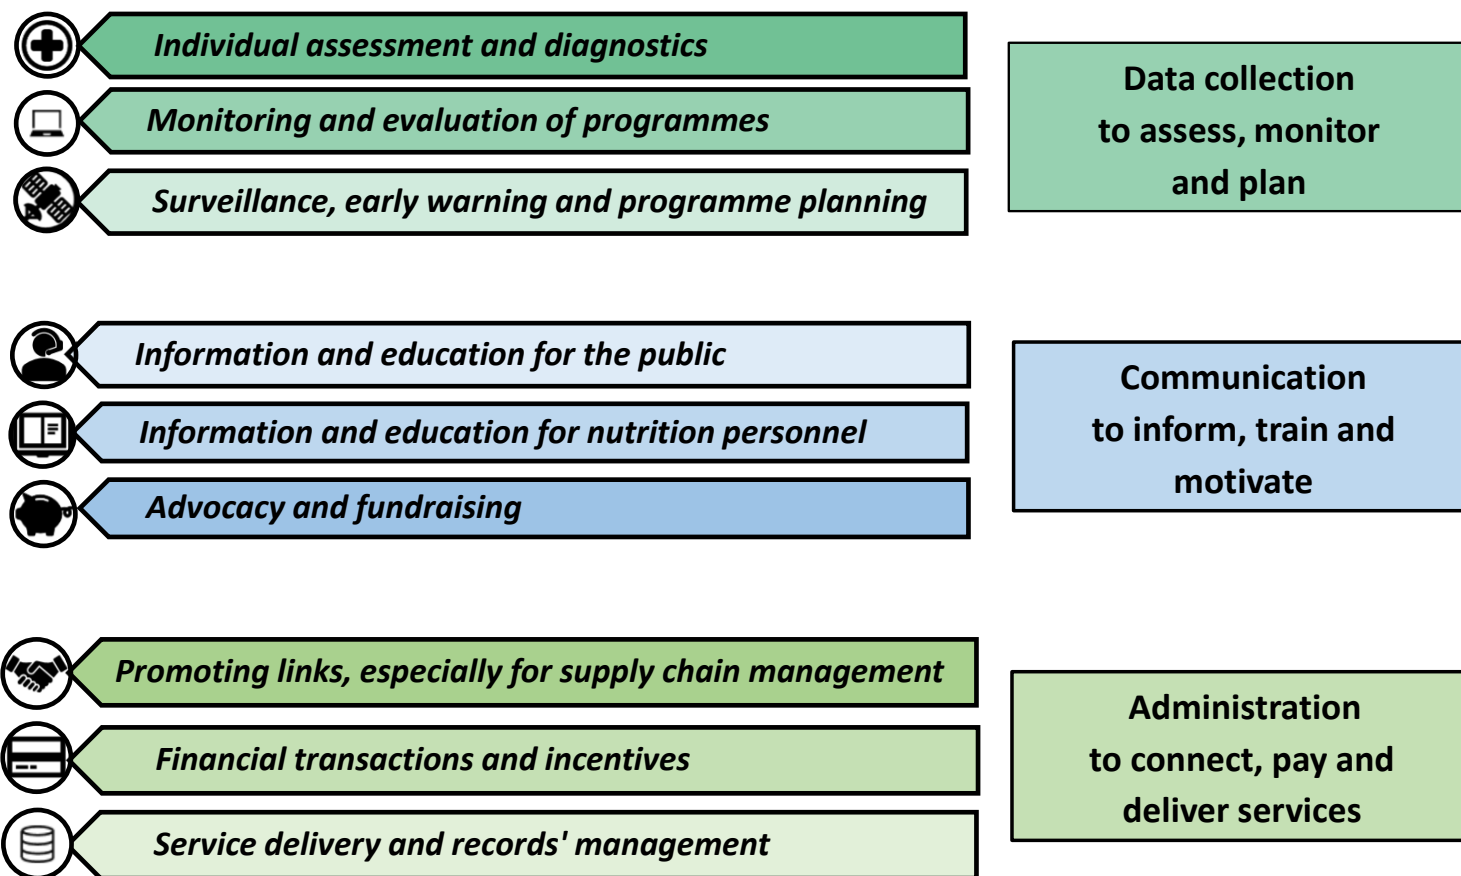 Individual assessment and diagnostics
Monitoring and evaluation of programmes
Surveillance, early warning and programme planning
Data collection
to assess, monitor
and plan
Information and education for the public
Information and education for nutrition personnel
Advocacy and fundraising
Communication
to inform, train and
motivate
Promoting links, especially for supply chain management
Financial transactions and incentives
Service delivery and records' management
Administration
to connect, pay and
deliver services